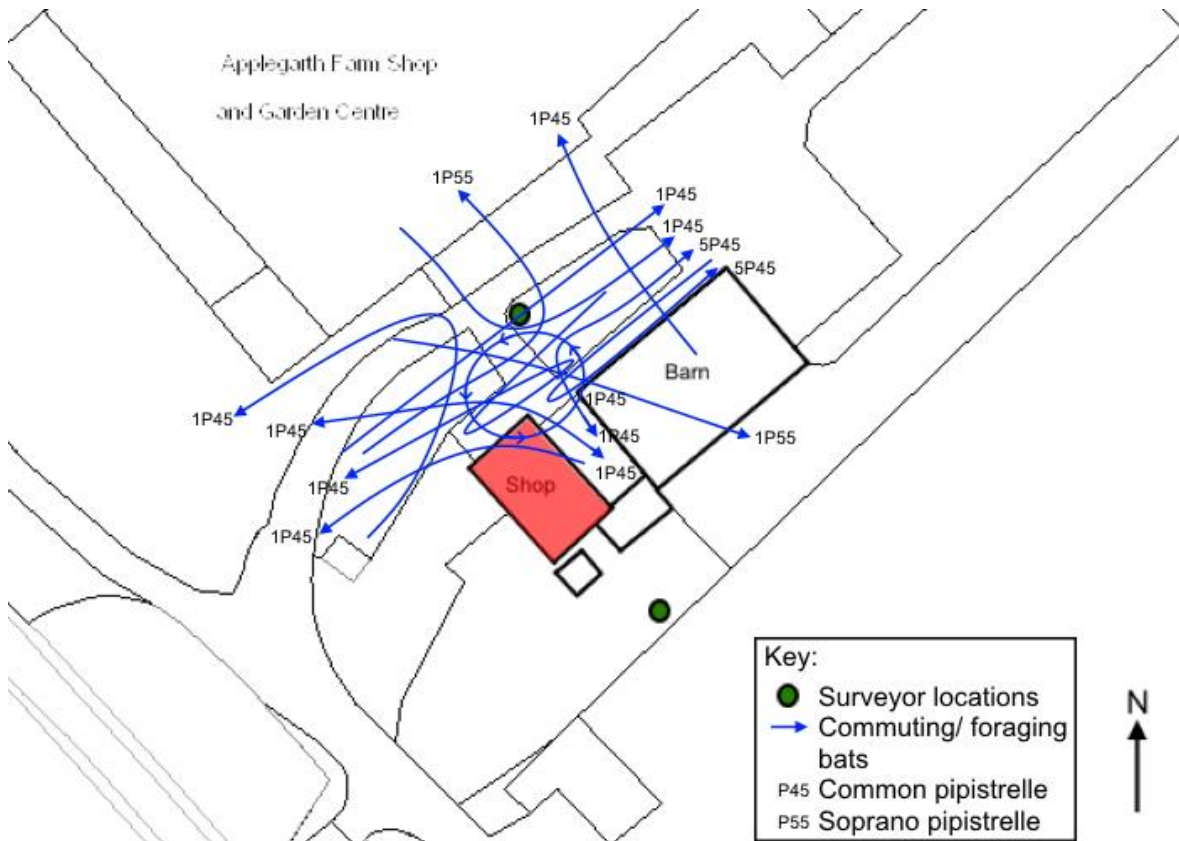 Applegarth Farm Shop
and Garden Centre
1P45
1P55
1P45
1P45
5P45
5P45
Barn
1P45
1P45
1P45
1P45
1P55
1P45
Shop
1P45
1P45
Key:
Surveyor locations
Commuting/ foraging
bats
P45 Common pipistrelle
P55 Soprano pipistrelle
N